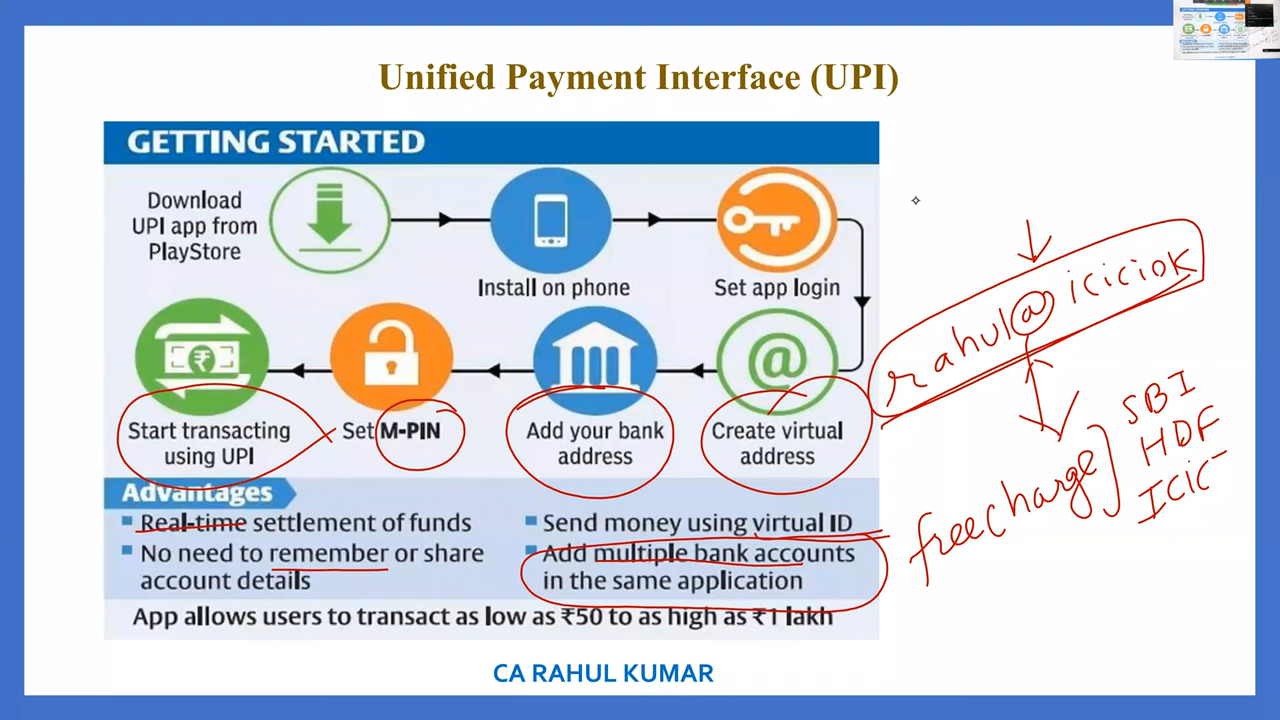 Unified Payment Interface (UPI)
GETTING STARTED
Download
UPI app from
PlayStore
Install on phone
Set app login
rahul@iciciok
Start transacting
using UPI
Set M-PIN
Add your bank
address
Create virtual
address
freecharge
SBI
HDF
ICIC
Advantages
Real-time settlement of funds
No need to remember or share
account details
Send money using virtual ID
Add multiple bank accounts
in the same application
App allows users to transact as low as ₹50 to as high as ₹1 lakh
CA RAHUL KUMAR